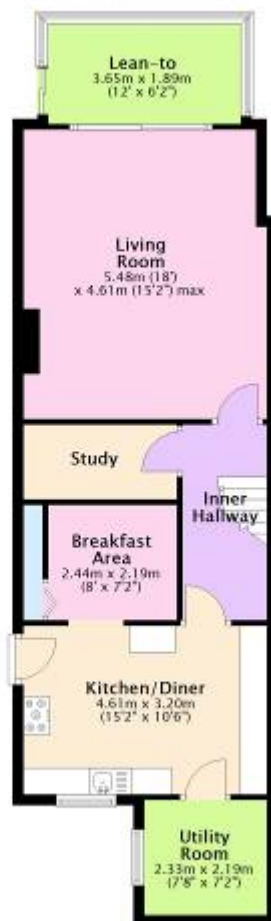 Lean-to
3.65m x 1.89m
(12' x 6'2")
Living
Room
5.48m (18')
x 4.61m (15'2") max
Study
Inner
Hallway
Breakfast
Area
2.44m x 2.19m
(8' x 7'2")
Kitchen/Diner
4.61m x 3.20m
(15'2" x 10'6")
Utility
Room
2.33m x 2.19m
(7'8" x 7'2")